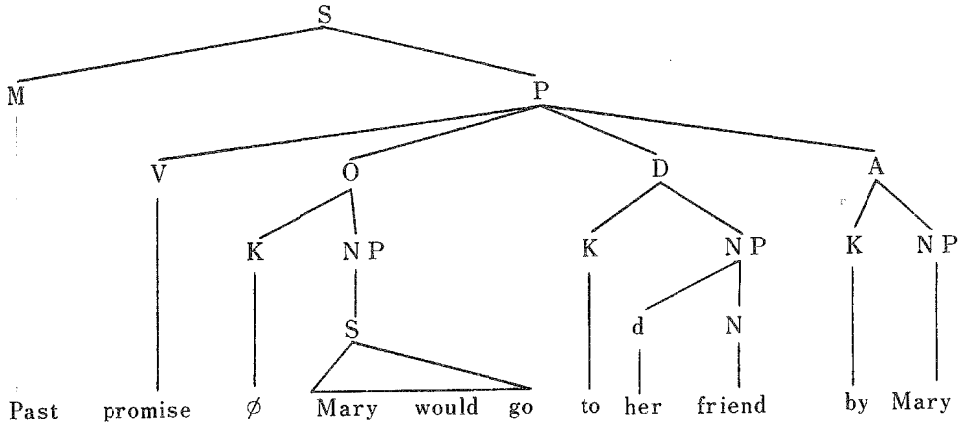 S
M P
V O D A
K NP K NP K NP
S d N
Past promise ∅ Mary would go to her friend by Mary